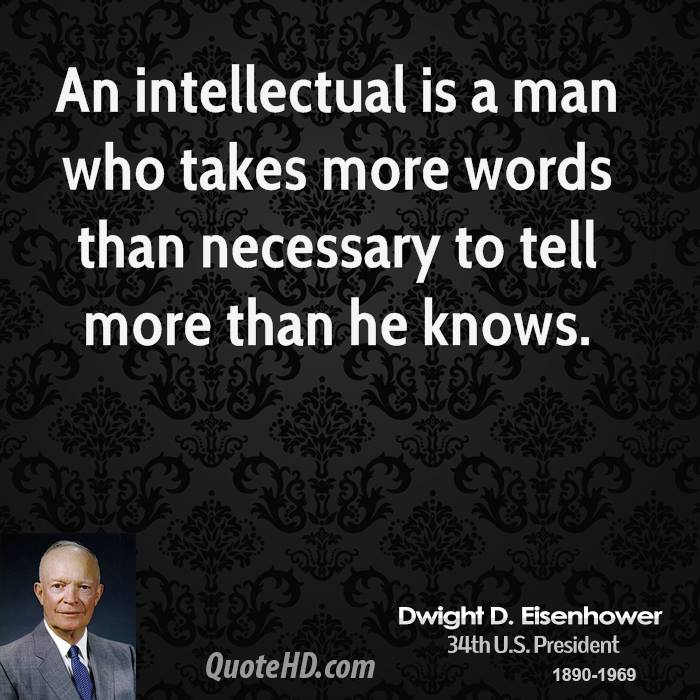 An intellectual is a man
who takes more words
than necessary to tell
more than he knows.
Dwight D. Eisenhower
34th U.S. President
1890-1969
QuoteHD.com